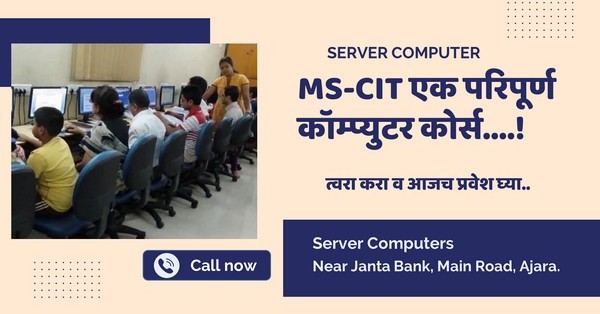 SERVER COMPUTER
MS-CIT एक परिपूर्ण
कॉम्प्युटर कोर्स....!
त्वरा करा व आजच प्रवेश घ्या..
Server Computers
Near Janta Bank, Main Road, Ajara.
Call now